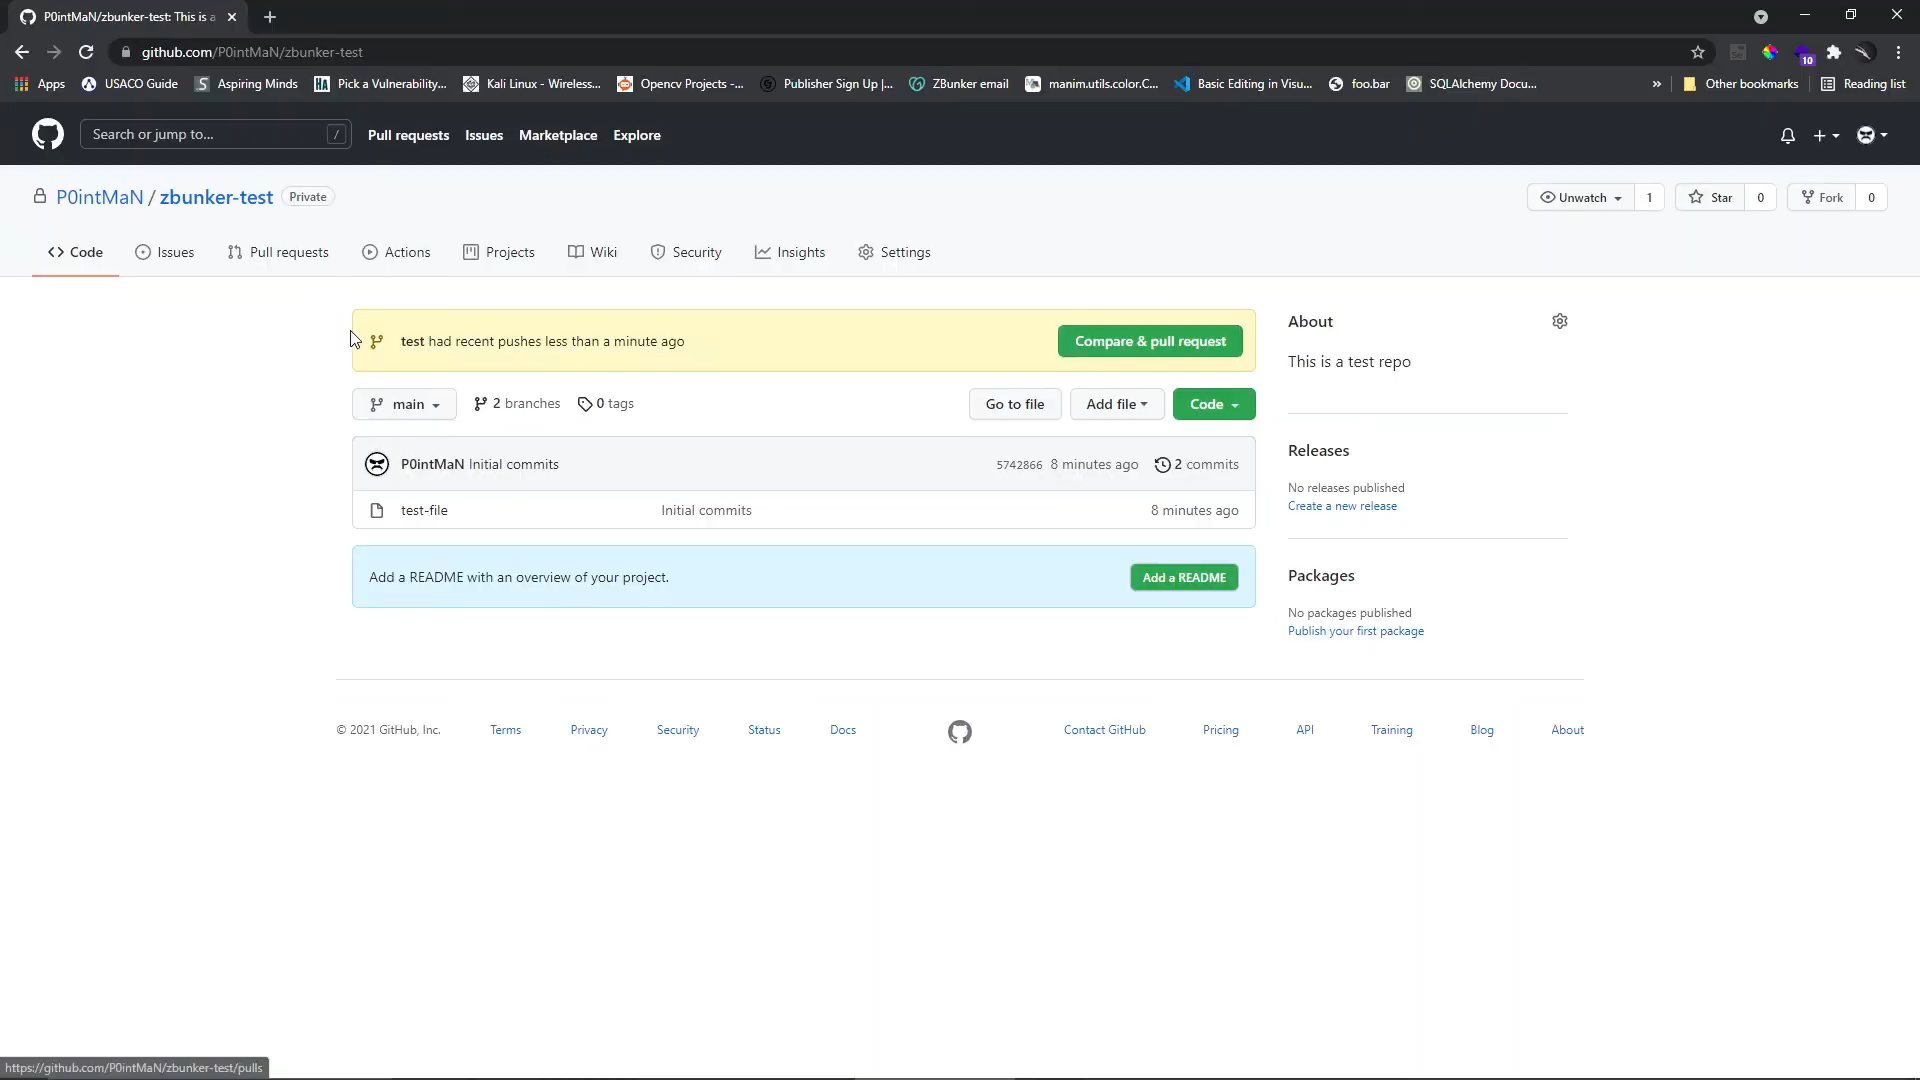 P0intMaN/zbunker-test: This is a
github.com/P0intMaN/zbunker-test
10
Apps USACO Guide Aspiring Minds Pick a Vulnerability... Kali Linux - Wireless... Opencv Projects -... Publisher Sign Up |... ZBunker email manim.utils.color.C... Basic Editing in Visu... foo.bar SQLAlchemy Docu... » Other bookmarks Reading list
Search or jump to... / Pull requests Issues Marketplace Explore
P0intMaN / zbunker-test Private Unwatch 1 Star 0 Fork 0
Code Issues Pull requests Actions Projects Wiki Security Insights Settings
test had recent pushes less than a minute ago Compare & pull request
main 2 branches 0 tags Go to file Add file Code
P0intMaN Initial commits 5742866 8 minutes ago 2 commits
test-file Initial commits 8 minutes ago
Add a README with an overview of your project. Add a README
About
This is a test repo
Releases
No releases published
Create a new release
Packages
No packages published
Publish your first package
© 2021 GitHub, Inc. Terms Privacy Security Status Docs Contact GitHub Pricing API Training Blog About
https://github.com/P0intMaN/zbunker-test/pulls